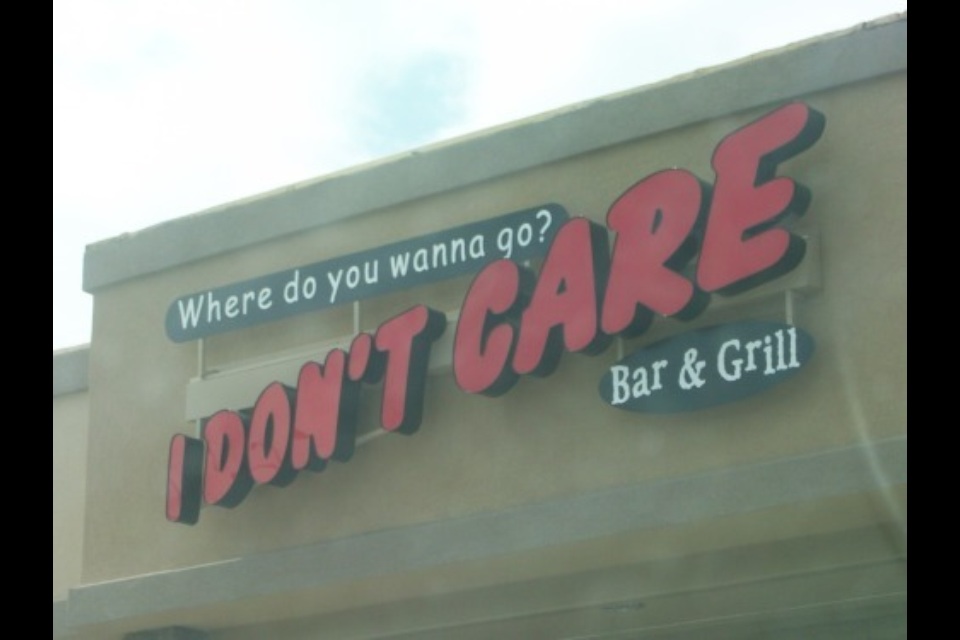 Where do you wanna go?
I DON'T CARE
Bar & Grill